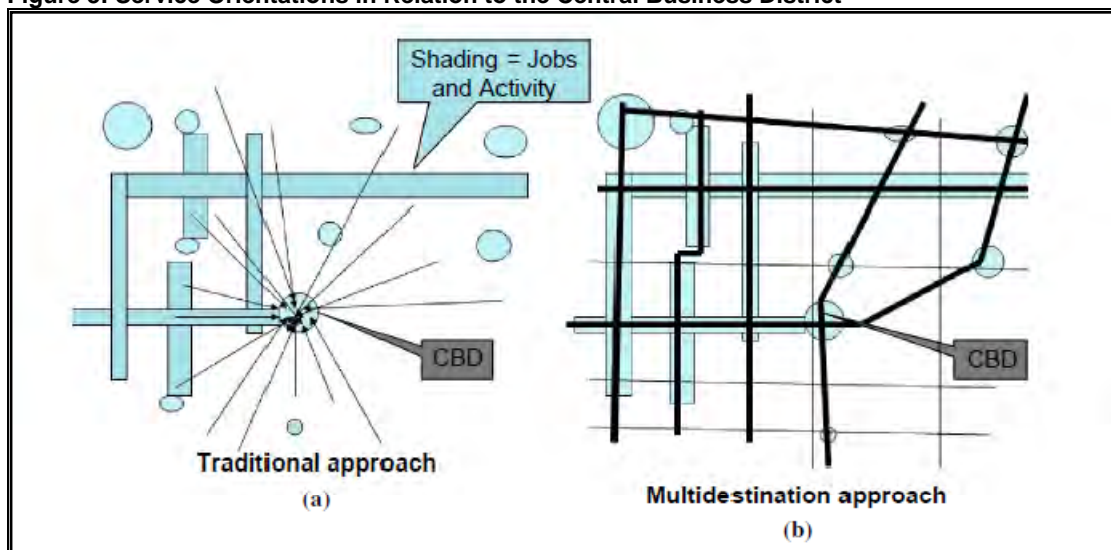 Figure 3. Service Orientations in Relation to the Central Business District
Shading = Jobs
and Activity
CBD
Traditional approach
(a)
CBD
Multidestination approach
(b)